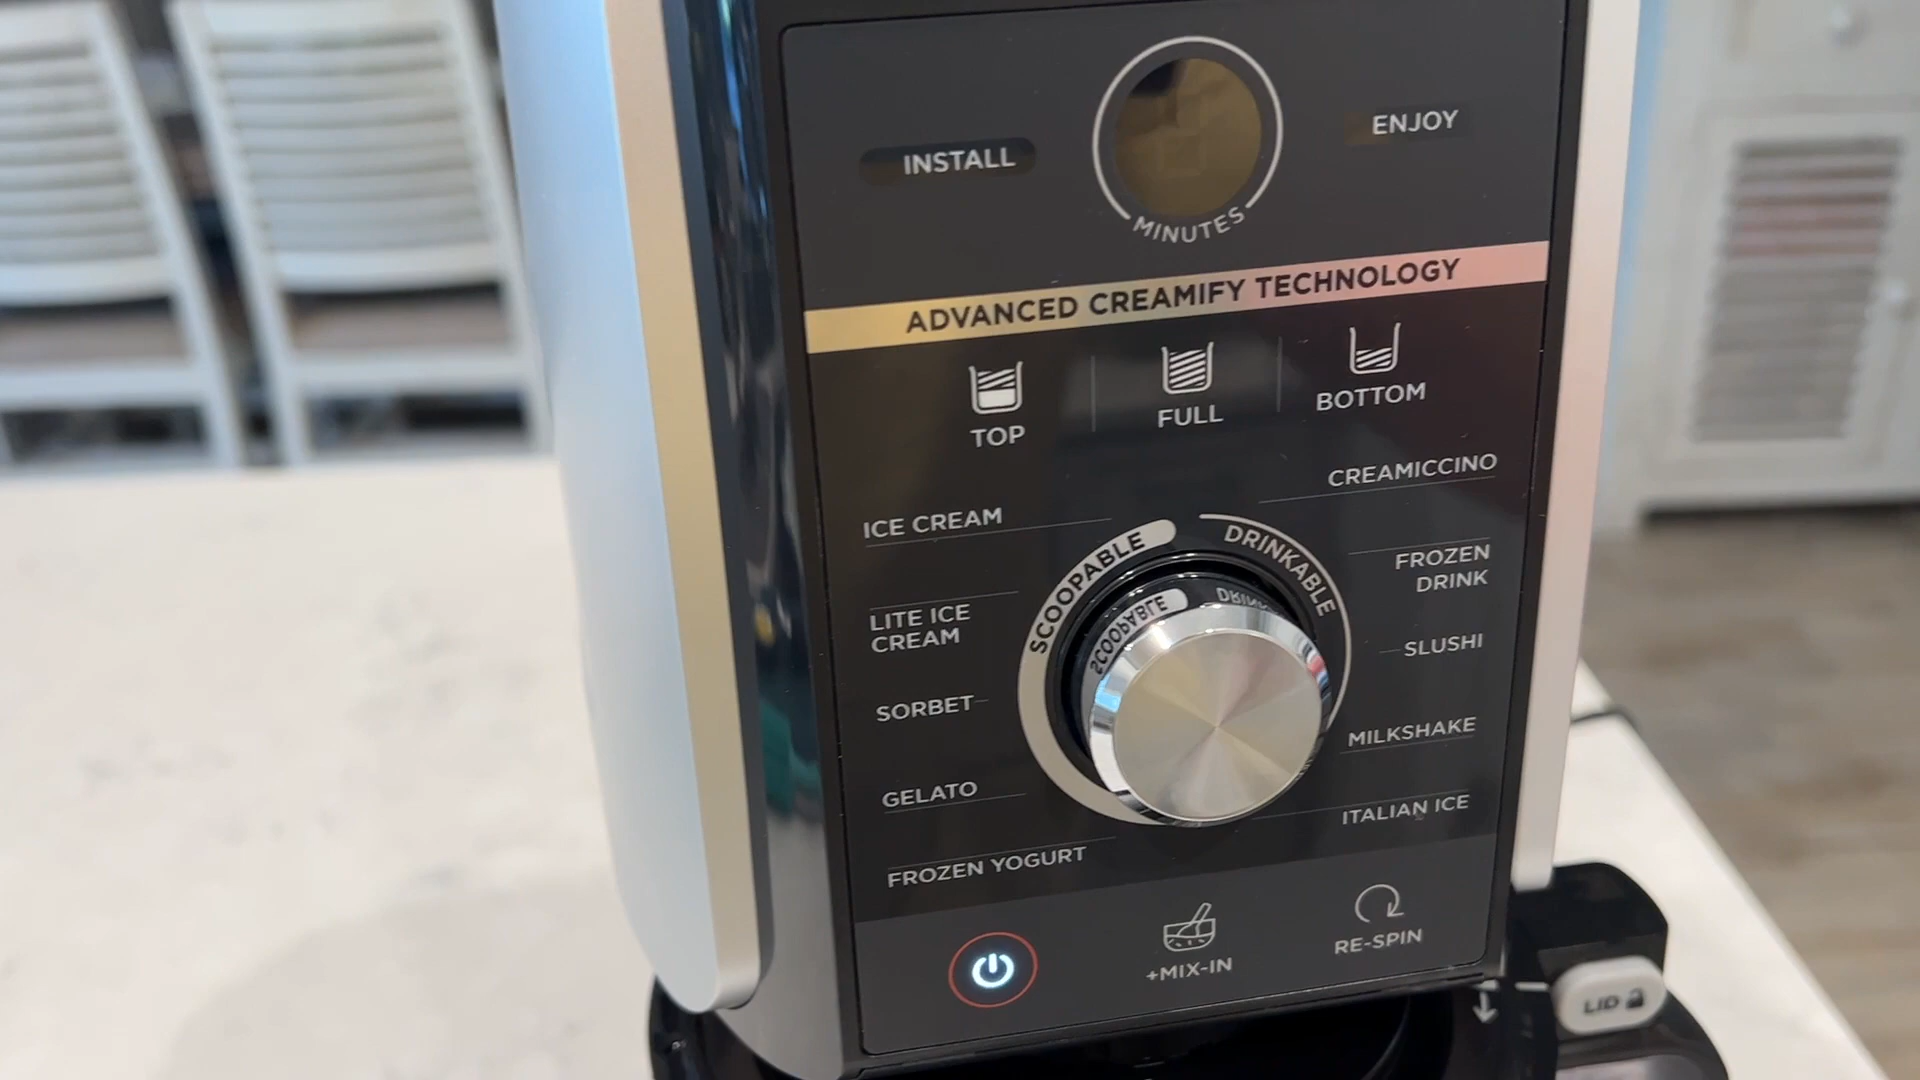 INSTALL
ENJOY
MINUTES
ADVANCED CREAMIFY TECHNOLOGY
TOP
FULL
BOTTOM
ICE CREAM
CREAMICCINO
SCOOPABLE
DRINKABLE
LITE ICE
CREAM
FROZEN
DRINK
SORBET
SLUSHI
GELATO
MILKSHAKE
FROZEN YOGURT
ITALIAN ICE
+MIX-IN
RE-SPIN
LID